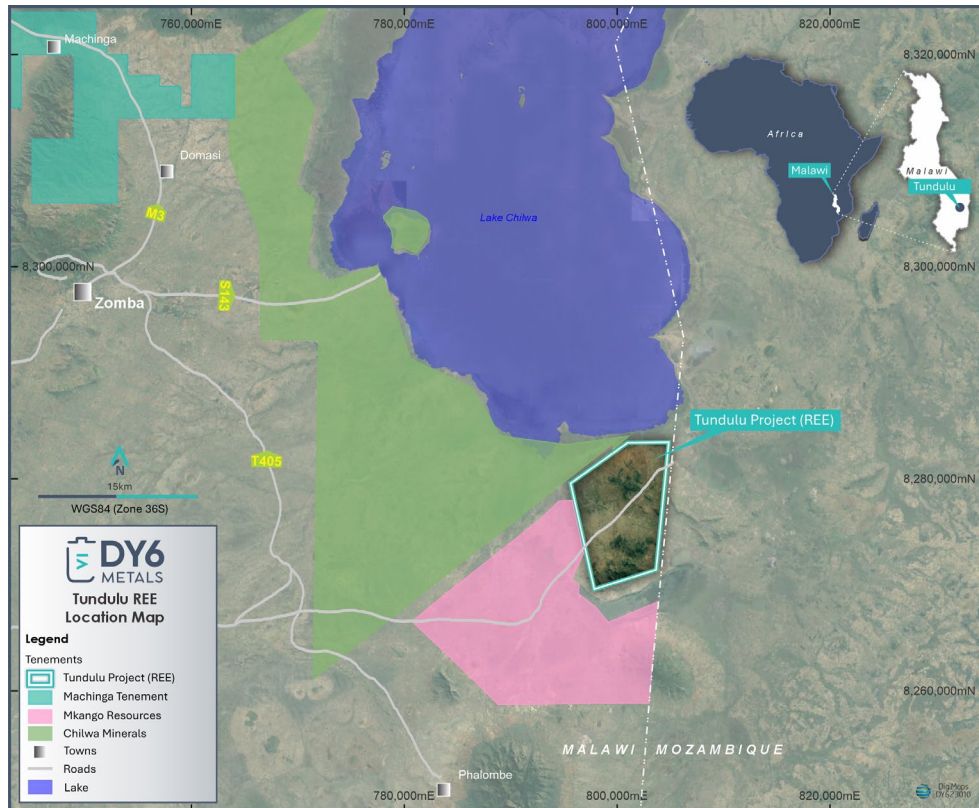 760,000mE
780,000mE
800,000mE
820,000mE
Machinga
8,320,000mN
Africa
Domasi
Malawi
Malawi
Tundulu
M3
Lake Chilwa
8,300,000mN
8,300,000mN
Zomba
S143
Tundulu Project (REE)
T405
N
15km
WGS84 (Zone 36S)
8,280,000mN
DY6
METALS
Tundulu REE
Location Map
Legend
Tenements
Tundulu Project (REE)
Machinga Tenement
Mkango Resources
Chilwa Minerals
Towns
Roads
Lake
8,260,000mN
MALAWI
MOZAMBIQUE
Phalombe
780,000mE
800,000mE
820,000mE
DigMaps